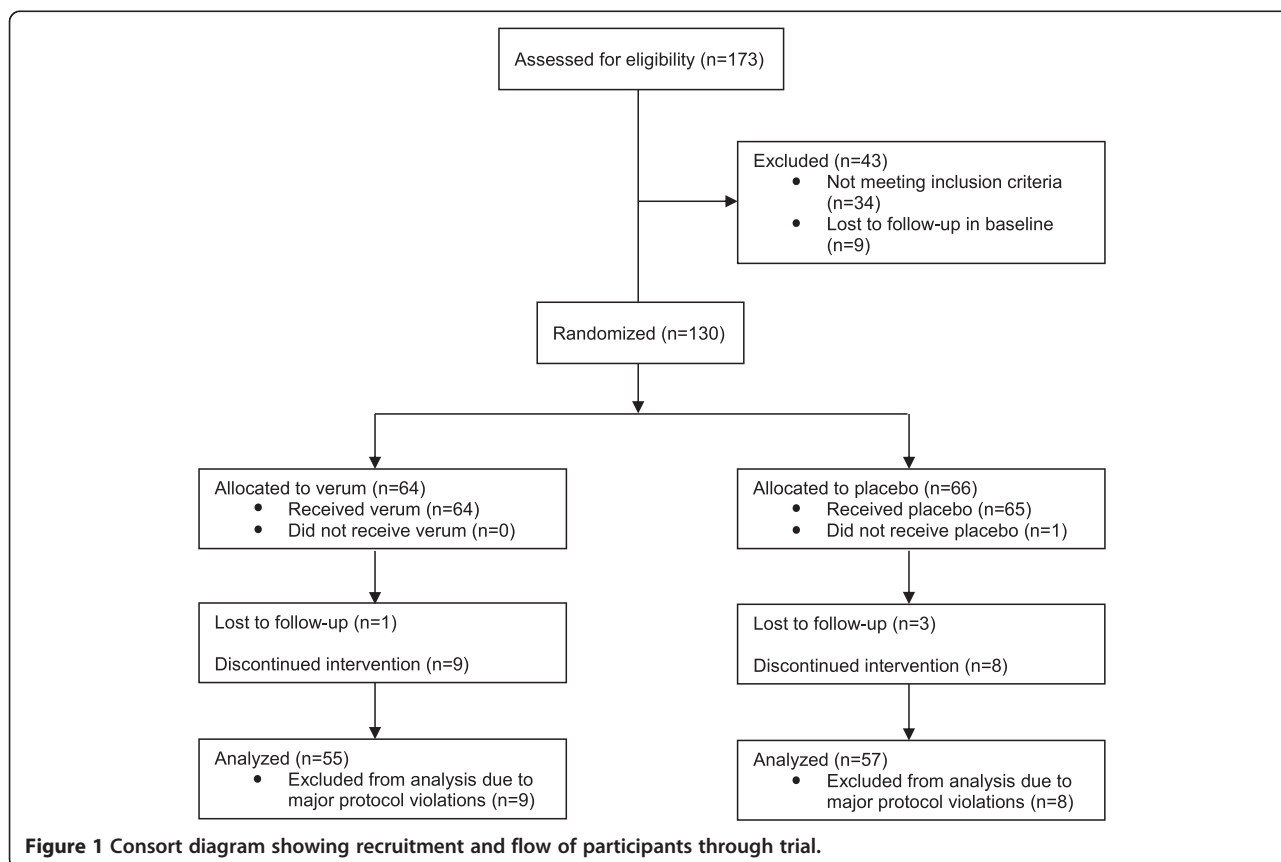 Assessed for eligibility (n=173)
Excluded (n=43)
• Not meeting inclusion criteria
(n=34)
• Lost to follow-up in baseline
(n=9)
Randomized (n=130)
Allocated to verum (n=64)
• Received verum (n=64)
• Did not receive verum (n=0)
Allocated to placebo (n=66)
• Received placebo (n=65)
• Did not receive placebo (n=1)
Lost to follow-up (n=1)
Discontinued intervention (n=9)
Lost to follow-up (n=3)
Discontinued intervention (n=8)
Analyzed (n=55)
• Excluded from analysis due to
major protocol violations (n=9)
Analyzed (n=57)
• Excluded from analysis due to
major protocol violations (n=8)
Figure 1 Consort diagram showing recruitment and flow of participants through trial.